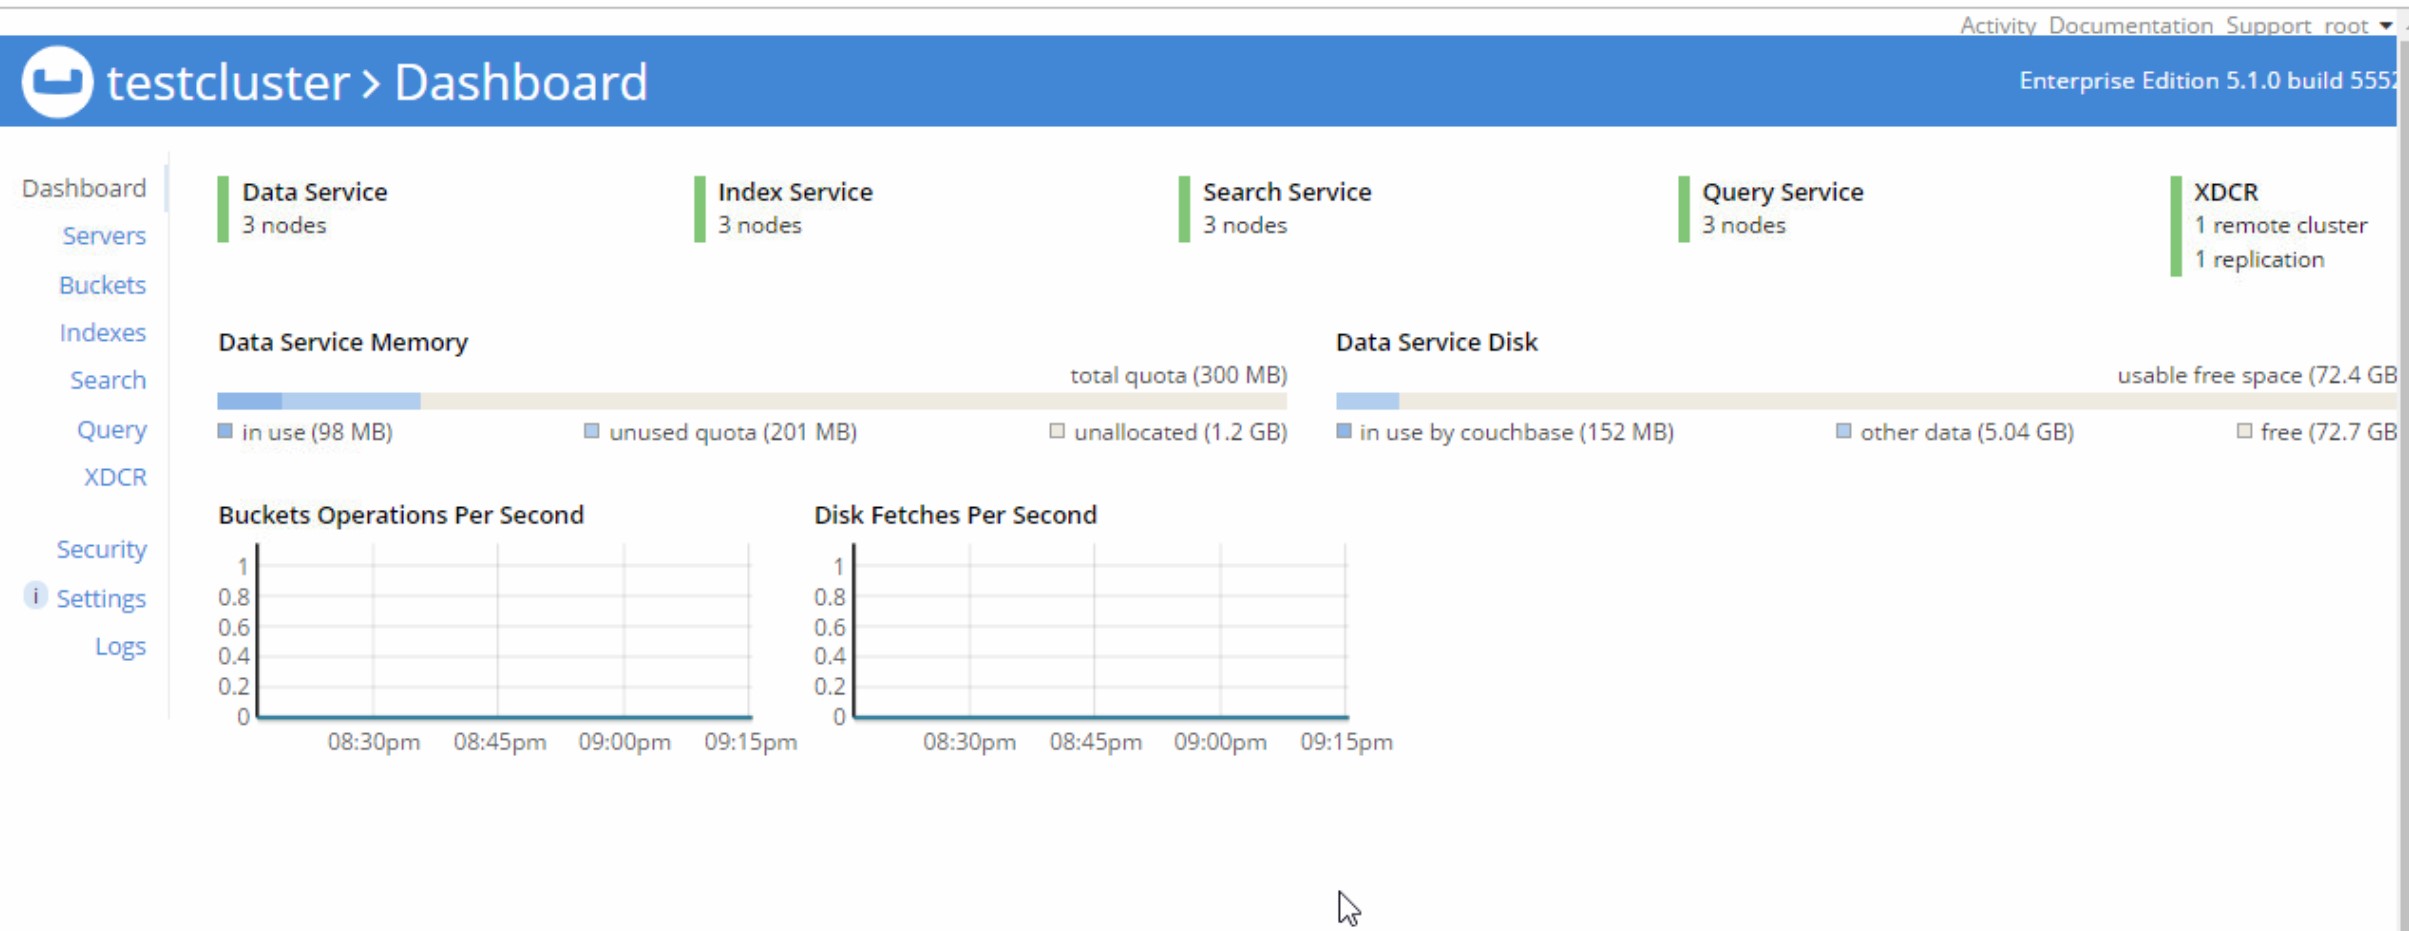 Activity Documentation Support root
testcluster > Dashboard
Enterprise Edition 5.1.0 build 5552
Dashboard
Servers
Buckets
Indexes
Search
Query
XDCR
Security
i Settings
Logs
Data Service
3 nodes
Index Service
3 nodes
Search Service
3 nodes
Query Service
3 nodes
XDCR
1 remote cluster
1 replication
Data Service Memory
total quota (300 MB)
in use (98 MB) unused quota (201 MB) unallocated (1.2 GB)
Data Service Disk
usable free space (72.4 GB
in use by couchbase (152 MB) other data (5.04 GB) free (72.7 GB
Buckets Operations Per Second
1
0.8
0.6
0.4
0.2
0
08:30pm 08:45pm 09:00pm 09:15pm
Disk Fetches Per Second
1
0.8
0.6
0.4
0.2
0
08:30pm 08:45pm 09:00pm 09:15pm